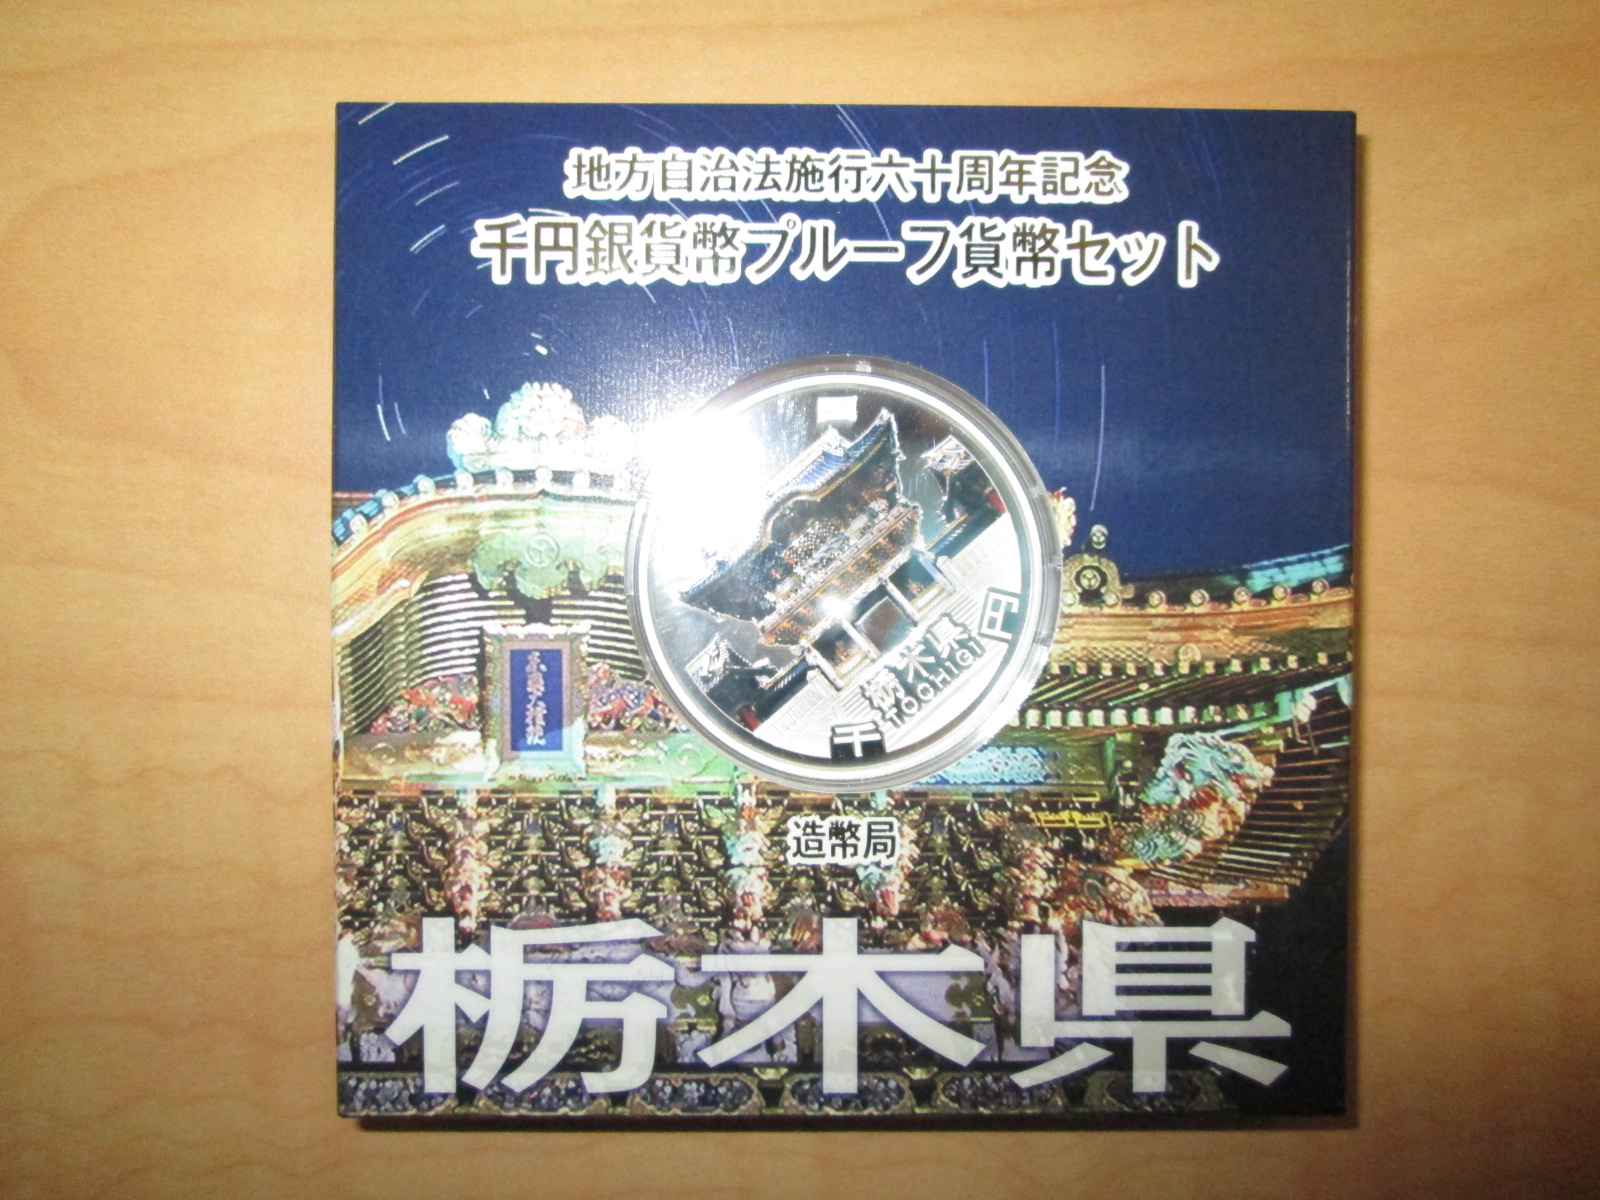 地方自治法施行六十周年記念
千円銀貨幣プルーフ貨幣セット
栃木県
TOCHIGI
千
円
造幣局
栃木県